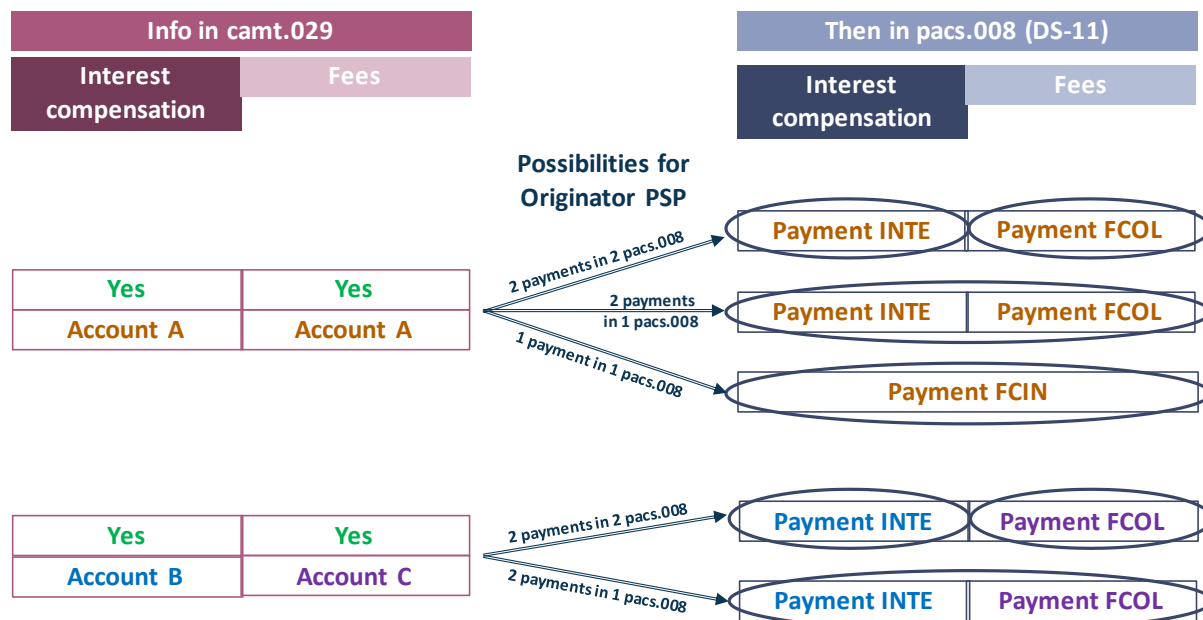 Info in camt.029
Then in pacs.008 (DS-11)
Interest
compensation
Fees
Interest
compensation
Fees
Possibilities for
Originator PSP
2 payments in 2 pacs.008
Payment INTE
Payment FCOL
Yes
Yes
Account A
Account A
2 payments
in 1 pacs.008
Payment INTE
Payment FCOL
1 payment in 1 pacs.008
Payment FCIN
Yes
Yes
Account B
Account C
2 payments in 2 pacs.008
Payment INTE
Payment FCOL
2 payments in 1 pacs.008
Payment INTE
Payment FCOL